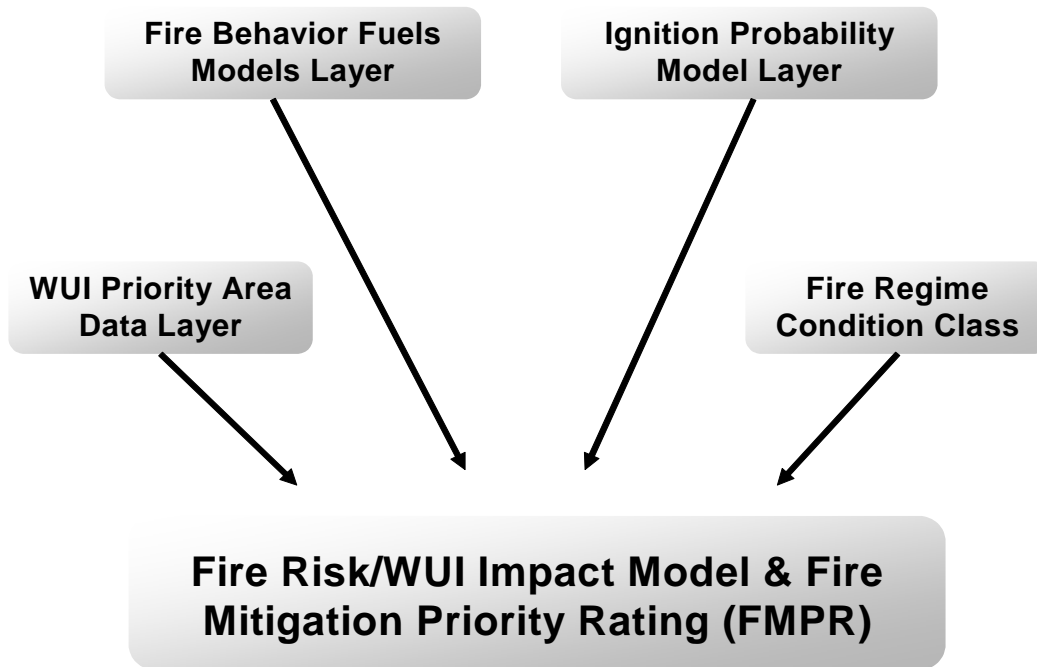 Fire Behavior Fuels
Models Layer
Ignition Probability
Model Layer
WUI Priority Area
Data Layer
Fire Regime
Condition Class
Fire Risk/WUI Impact Model & Fire
Mitigation Priority Rating (FMPR)